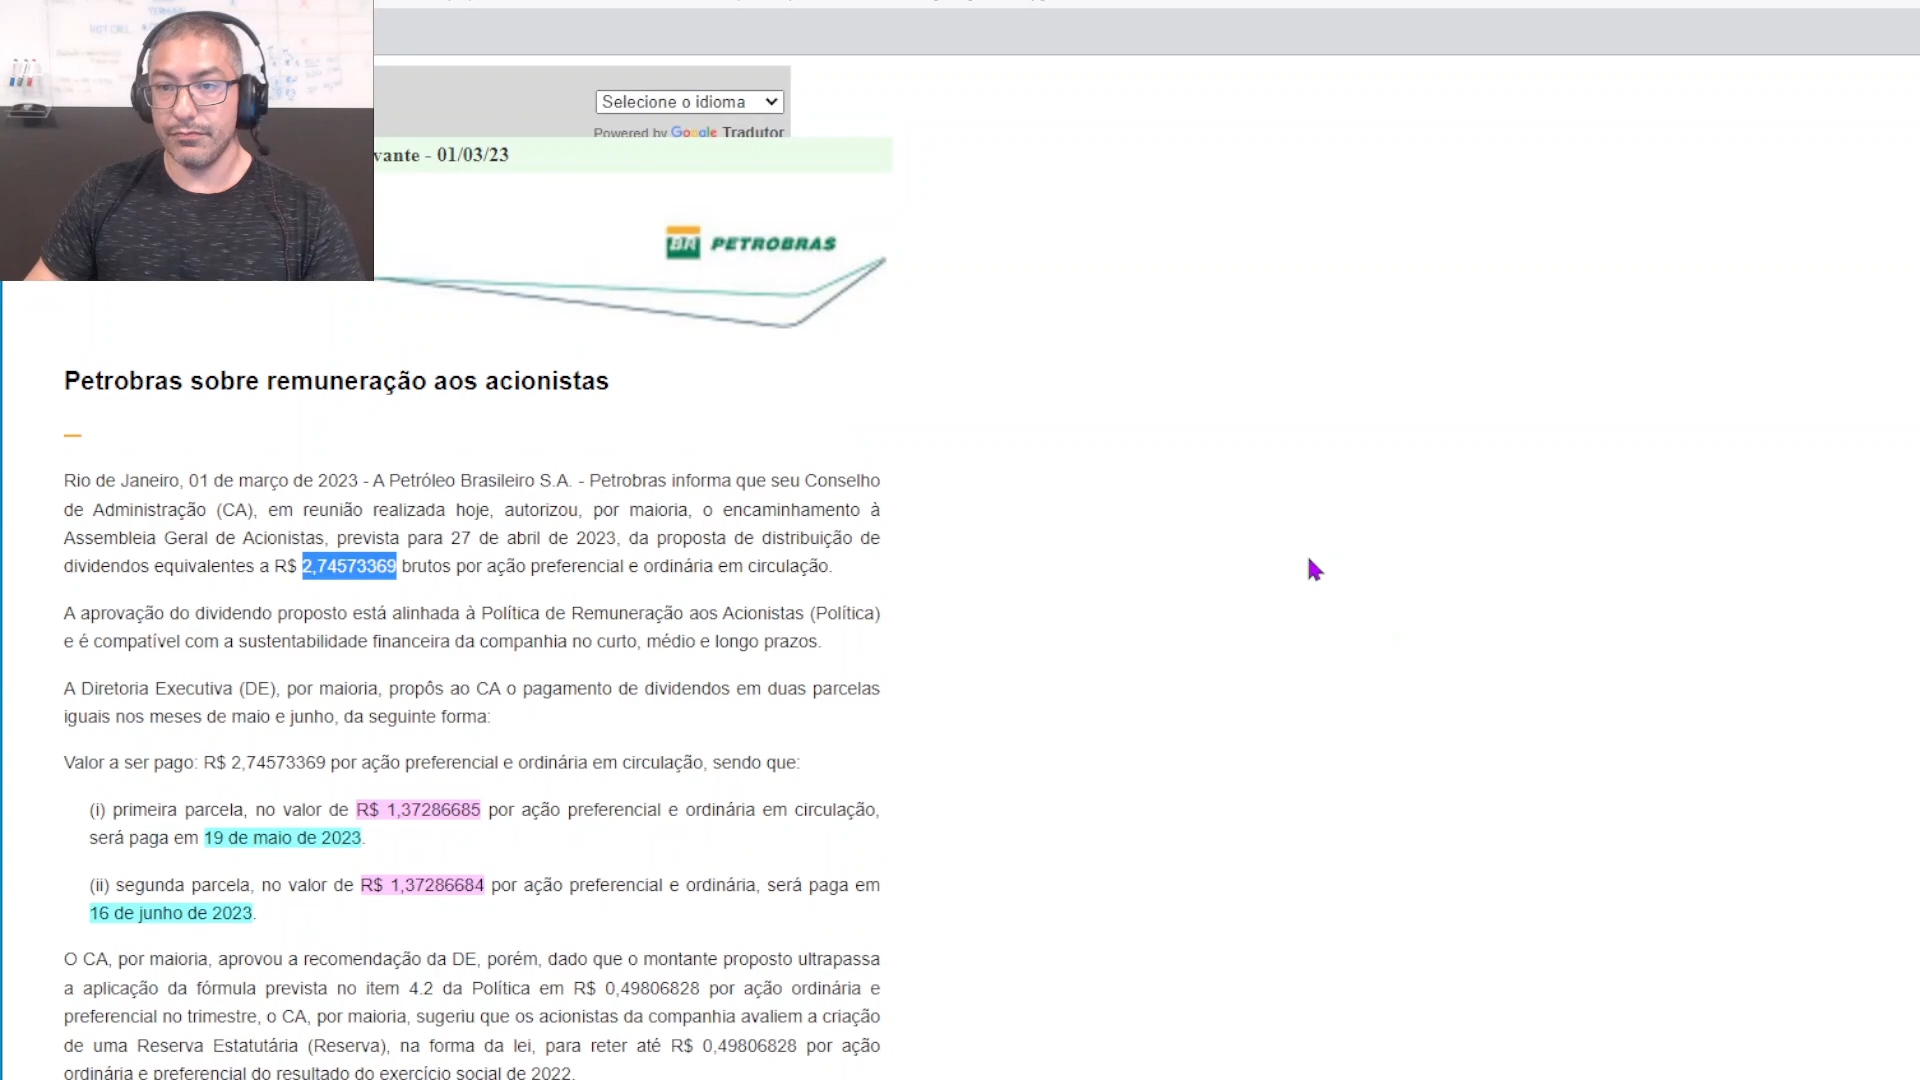 HOT CALL
Selecione o idioma
Powered by Google Tradutor
vante - 01/03/23
BR PETROBRAS
Petrobras sobre remuneração aos acionistas
Rio de Janeiro, 01 de março de 2023 - A Petróleo Brasileiro S.A. - Petrobras informa que seu Conselho
de Administração (CA), em reunião realizada hoje, autorizou, por maioria, o encaminhamento à
Assembleia Geral de Acionistas, prevista para 27 de abril de 2023, da proposta de distribuição de
dividendos equivalentes a R$ 2,74573369 brutos por ação preferencial e ordinária em circulação.
A aprovação do dividendo proposto está alinhada à Política de Remuneração aos Acionistas (Política)
e é compatível com a sustentabilidade financeira da companhia no curto, médio e longo prazos.
A Diretoria Executiva (DE), por maioria, propôs ao CA o pagamento de dividendos em duas parcelas
iguais nos meses de maio e junho, da seguinte forma:
Valor a ser pago: R$ 2,74573369 por ação preferencial e ordinária em circulação, sendo que:
(i) primeira parcela, no valor de R$ 1,37286685 por ação preferencial e ordinária em circulação,
será paga em 19 de maio de 2023.
(ii) segunda parcela, no valor de R$ 1,37286684 por ação preferencial e ordinária, será paga em
16 de junho de 2023.
O CA, por maioria, aprovou a recomendação da DE, porém, dado que o montante proposto ultrapassa
a aplicação da fórmula prevista no item 4.2 da Política em R$ 0,49806828 por ação ordinária e
preferencial no trimestre, o CA, por maioria, sugeriu que os acionistas da companhia avaliem a criação
de uma Reserva Estatutária (Reserva), na forma da lei, para reter até R$ 0,49806828 por ação
ordinária e preferencial do resultado do exercício social de 2022.